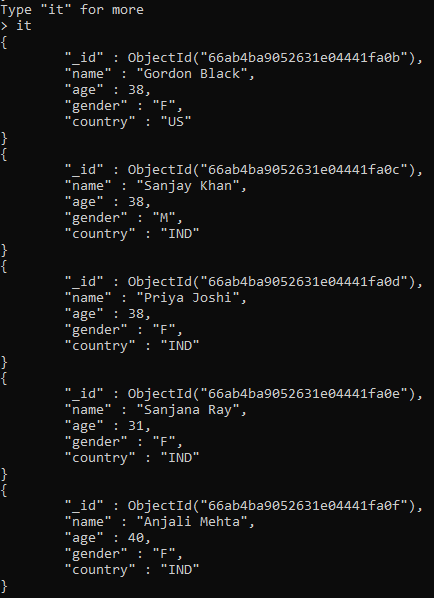 Type "it" for more
> it
{
        "_id" : ObjectId("66ab4ba9052631e04441fa0b"),
        "name" : "Gordon Black",
        "age" : 38,
        "gender" : "F",
        "country" : "US"
}
{
        "_id" : ObjectId("66ab4ba9052631e04441fa0c"),
        "name" : "Sanjay Khan",
        "age" : 38,
        "gender" : "M",
        "country" : "IND"
}
{
        "_id" : ObjectId("66ab4ba9052631e04441fa0d"),
        "name" : "Priya Joshi",
        "age" : 38,
        "gender" : "F",
        "country" : "IND"
}
{
        "_id" : ObjectId("66ab4ba9052631e04441fa0e"),
        "name" : "Sanjana Ray",
        "age" : 31,
        "gender" : "F",
        "country" : "IND"
}
{
        "_id" : ObjectId("66ab4ba9052631e04441fa0f"),
        "name" : "Anjali Mehta",
        "age" : 40,
        "gender" : "F",
        "country" : "IND"
}